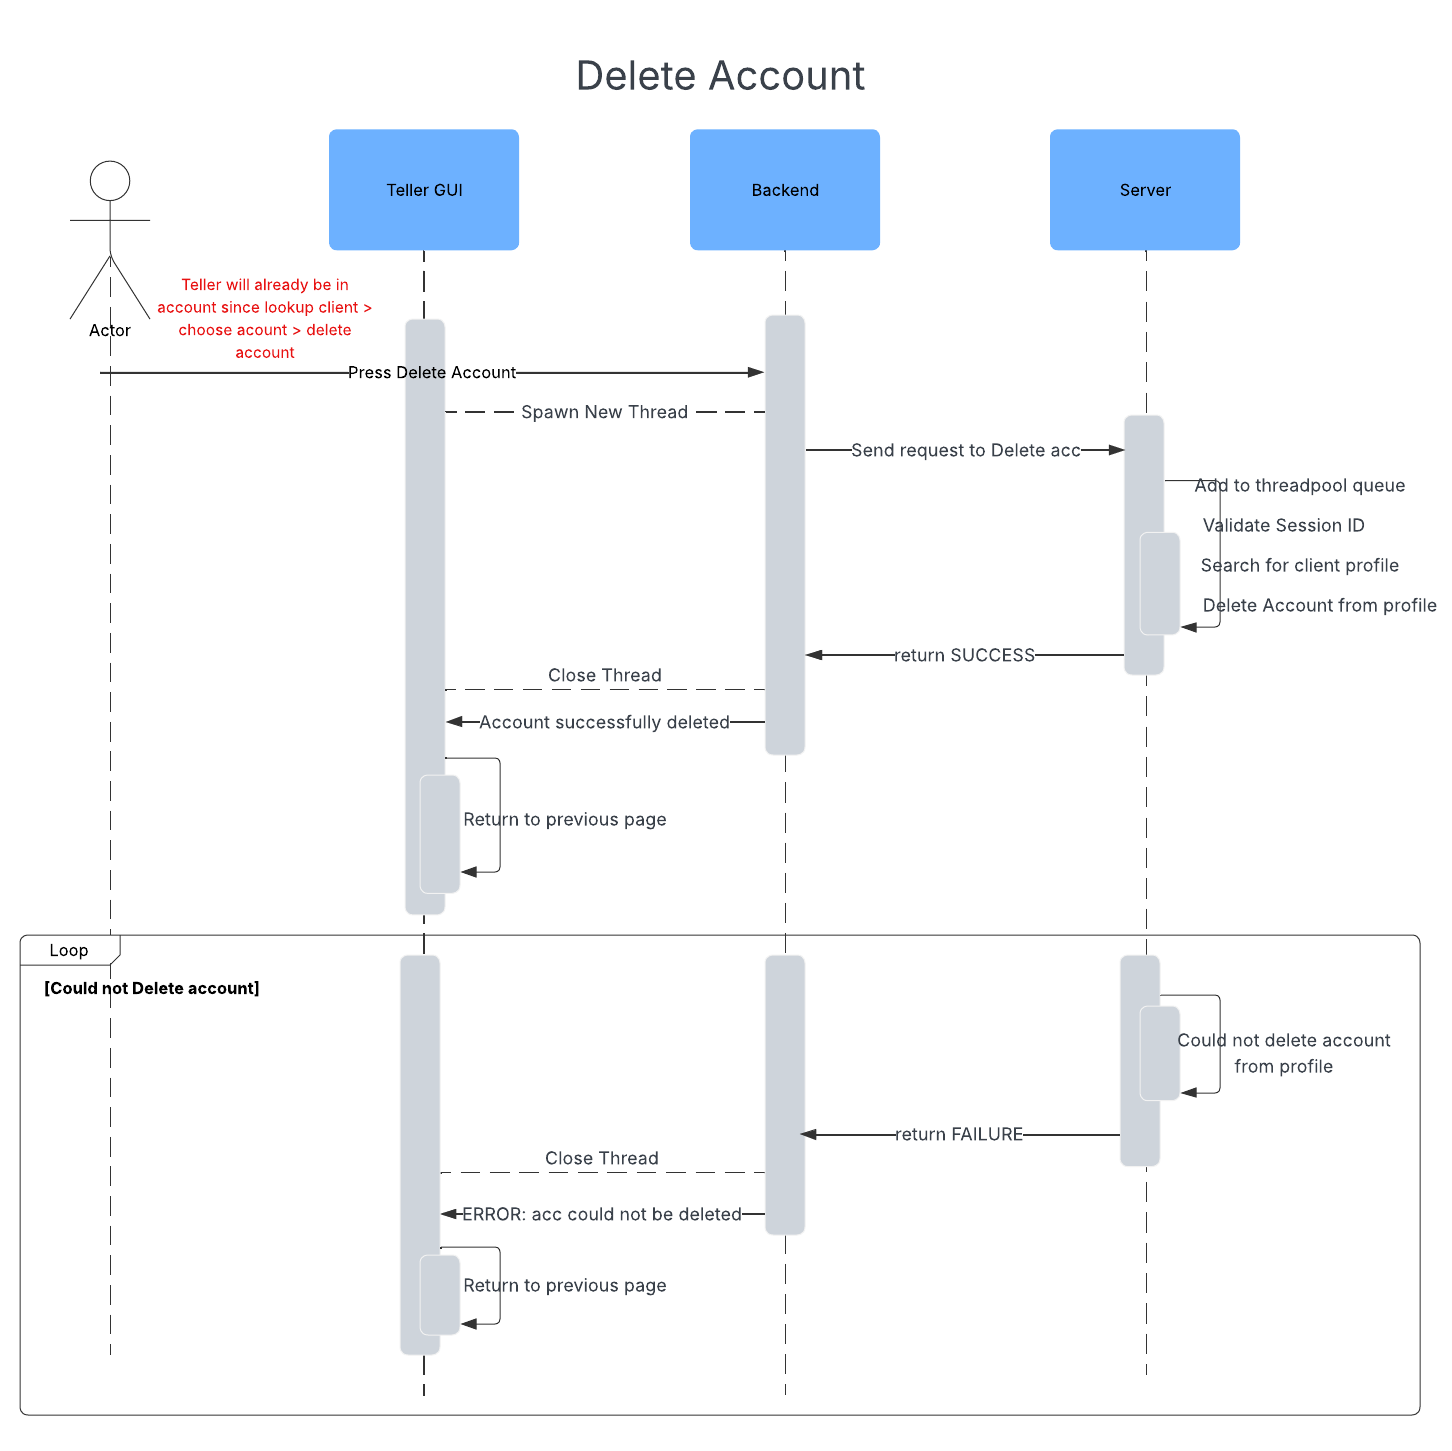 Delete Account
Teller GUI
Backend
Server
Teller will already be in
account since lookup client >
choose acount > delete
account
Actor
Press Delete Account
Spawn New Thread
Send request to Delete acc
Add to threadpool queue
Validate Session ID
Search for client profile
Delete Account from profile
return SUCCESS
Close Thread
Account successfully deleted
Return to previous page
Loop
[Could not Delete account]
Could not delete account
from profile
return FAILURE
Close Thread
ERROR: acc could not be deleted
Return to previous page